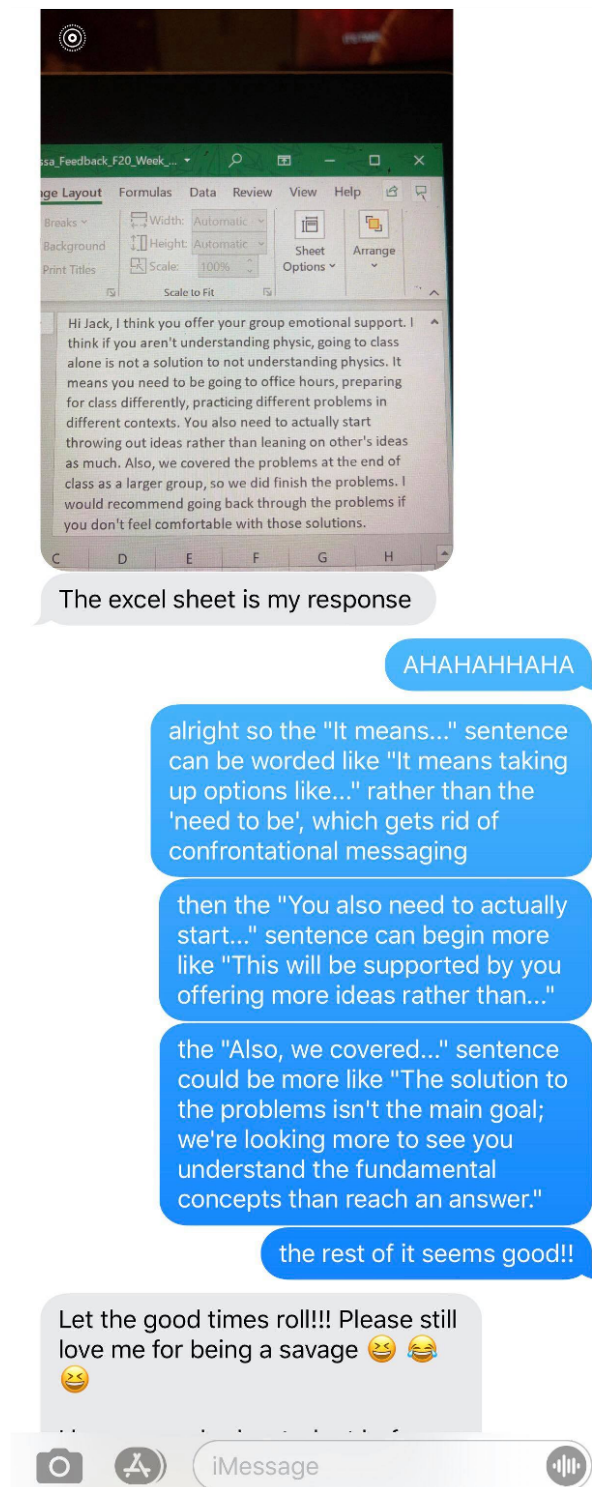 ssa_Feedback_F20_Week_...
ge Layout Formulas Data Review View Help
Breaks Width: Automatic
Background Height: Automatic
Print Titles Scale: 100%
Sheet Options Arrange
Scale to Fit
Hi Jack, I think you offer your group emotional support. I
think if you aren't understanding physic, going to class
alone is not a solution to not understanding physics. It
means you need to be going to office hours, preparing
for class differently, practicing different problems in
different contexts. You also need to actually start
throwing out ideas rather than leaning on other's ideas
as much. Also, we covered the problems at the end of
class as a larger group, so we did finish the problems. I
would recommend going back through the problems if
you don't feel comfortable with those solutions.
C D E F G H
The excel sheet is my response
AHAHAHHAHA
alright so the "It means..." sentence
can be worded like "It means taking
up options like..." rather than the
'need to be', which gets rid of
confrontational messaging
then the "You also need to actually
start..." sentence can begin more
like "This will be supported by you
offering more ideas rather than..."
the "Also, we covered..." sentence
could be more like "The solution to
the problems isn't the main goal;
we're looking more to see you
understand the fundamental
concepts than reach an answer."
the rest of it seems good!!
Let the good times roll!!! Please still
love me for being a savage 😆 😂
😆
iMessage